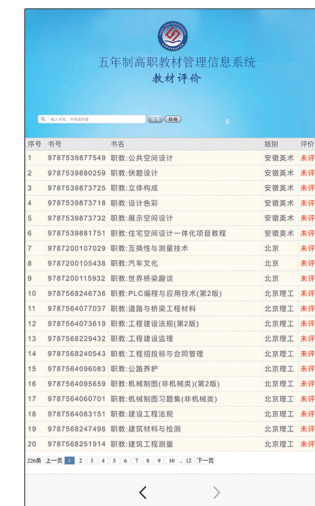 五年制高职教材管理信息系统
教材评价
序号 书号 书名 版别 评价
1 9787539877549 职教:公共空间设计 安徽美术 未评
2 9787539880259 职教:快题设计 安徽美术 未评
3 9787539873725 职教:立体构成 安徽美术 未评
4 9787539873718 职教:设计色彩 安徽美术 未评
5 9787539873732 职教:展示空间设计 安徽美术 未评
6 9787539881751 职教:住宅空间设计一体化项目教程 安徽美术 未评
7 9787200107029 职教:互换性与测量技术 北京 未评
8 9787200105438 职教:汽车文化 北京 未评
9 9787200115932 职教:世界桥梁趣谈 北京 未评
10 9787568246736 职教:PLC编程与应用技术(第2版) 北京理工 未评
11 9787564077037 职教:道路与桥梁工程材料 北京理工 未评
12 9787564073619 职教:工程建设法规(第2版) 北京理工 未评
13 9787568229432 职教:工程建设监理 北京理工 未评
14 9787568240543 职教:工程招投标与合同管理 北京理工 未评
15 9787564096083 职教:公路养护 北京理工 未评
16 9787564095659 职教:机械制图(非机械类)(第2版) 北京理工 未评
17 9787564060701 职教:机械制图习题集(非机械类) 北京理工 未评
18 9787564083151 职教:建设工程法规 北京理工 未评
19 9787568247498 职教:建筑材料与检测 北京理工 未评
20 9787568251914 职教:建筑工程测量 北京理工 未评
226条 上一页 1 2 3 4 5 6 7 8 9 10 .. 12 下一页